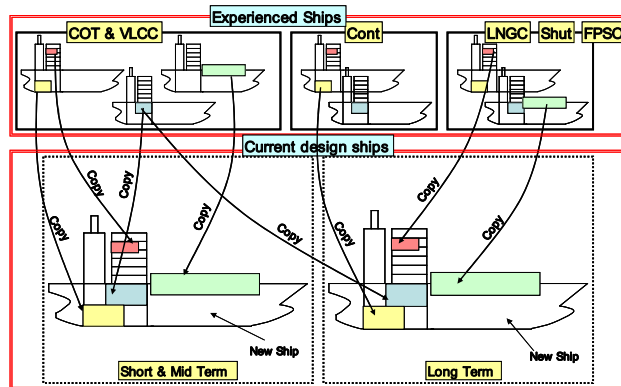 Experienced Ships
COT & VLCC
Cont
LNGC
Shut
FPSO
Current design ships
Copy
Copy
Copy
Copy
Copy
Copy
Copy
New Ship
New Ship
Short & Mid Term
Long Term